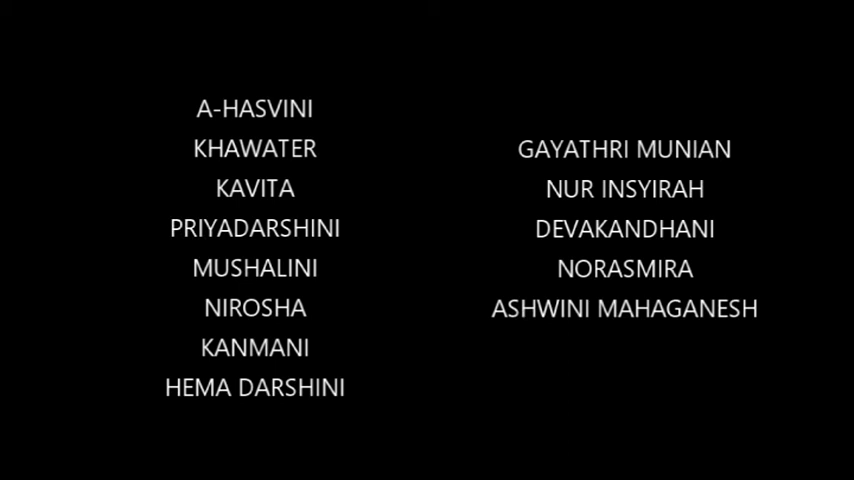 A-HASVINI
KHAWATER
KAVITA
PRIYADARSHINI
MUSHALINI
NIROSHA
KANMANI
HEMA DARSHINI
GAYATHRI MUNIAN
NUR INSYIRAH
DEVAKANDHANI
NORASMIRA
ASHWINI MAHAGANESH